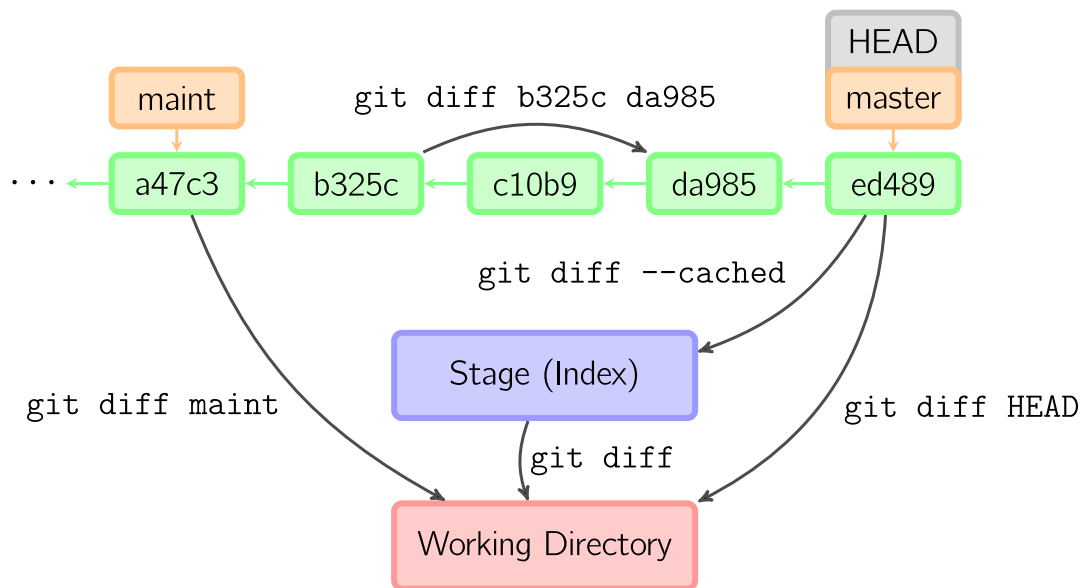 HEAD
maint
git diff b325c da985
master
... a47c3 b325c c10b9 da985 ed489
git diff --cached
Stage (Index)
git diff maint
git diff HEAD
git diff
Working Directory